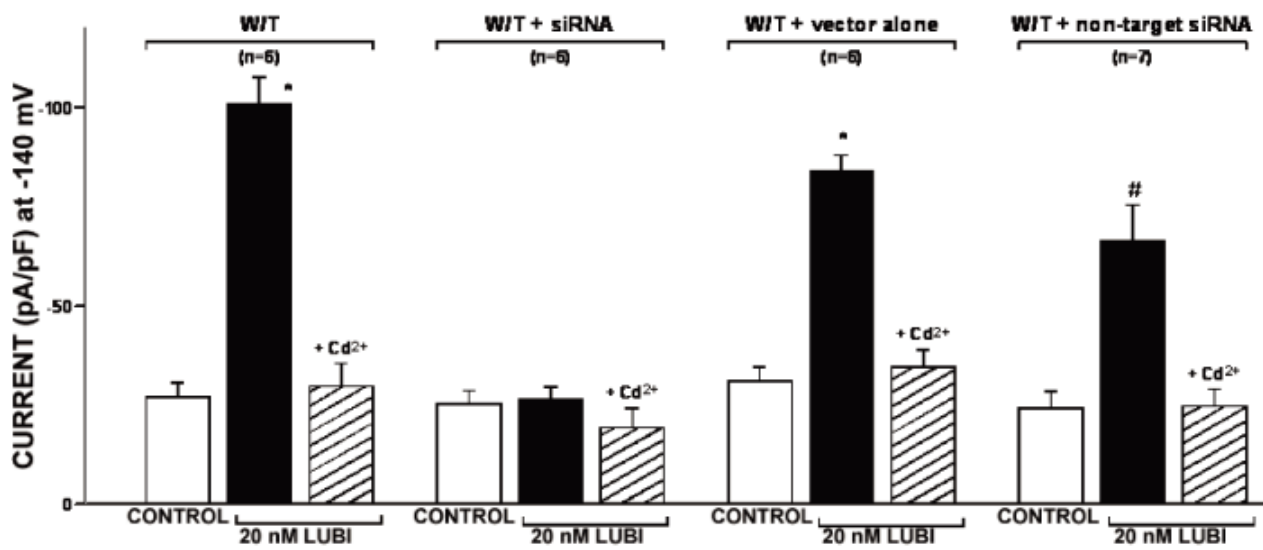 W/T W/T + siRNA W/T + vector alone W/T + non-target siRNA
(n=6) (n=6) (n=6) (n=7)
CURRENT (pA/pF) at -140 mV
-100
-50
0
* * #
+ Cd²⁺ + Cd²⁺ + Cd²⁺ + Cd²⁺
CONTROL CONTROL CONTROL CONTROL
20 nM LUBI 20 nM LUBI 20 nM LUBI 20 nM LUBI